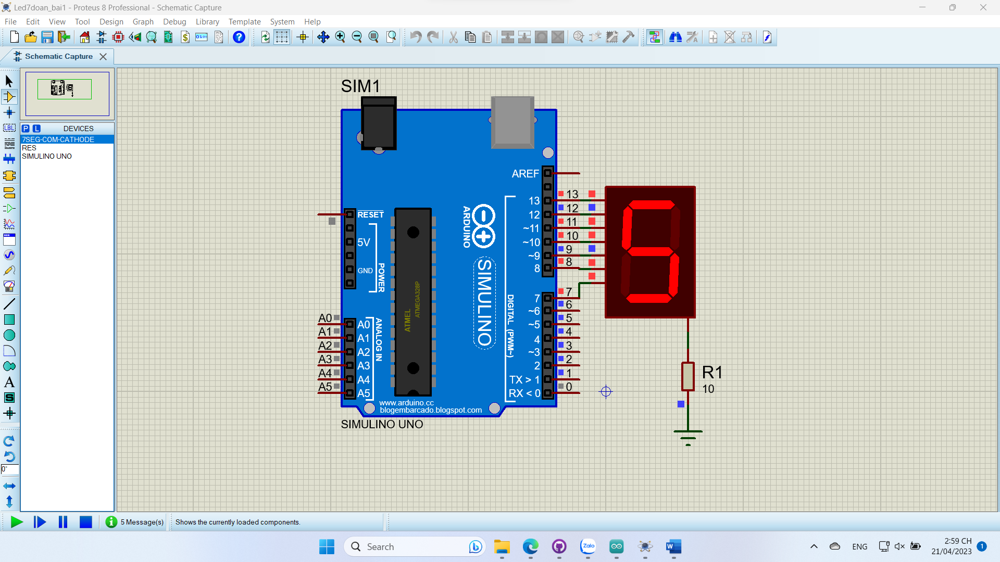 Led7doan_bai1 - Proteus 8 Professional - Schematic Capture
File Edit View Tool Design Graph Debug Library Template System Help
Schematic Capture
P L DEVICES
7SEG-COM-CATHODE
RES
SIMULINO UNO
LBL
A
S
0°
SIM1
AREF
13 13
12 12
~11 11
~10 10
~9 9
8 8
7 7
~6 6
~5 5
4 4
~3 3
2 2
TX > 1 1
RX < 0 0
RESET
5V
GND
POWER
A0 A0
A1 A1
A2 A2
A3 A3
A4 A4
A5 A5
ANALOG IN
ATMEL
ATMEGA328P
ARDUINO
SIMULINO
DIGITAL (PWM~)
www.arduino.cc
blogembarcado.blogspot.com
SIMULINO UNO
R1
10
5 Message(s) Shows the currently loaded components.
Search
Zalo
W
ENG
2:59 CH
21/04/2023
1